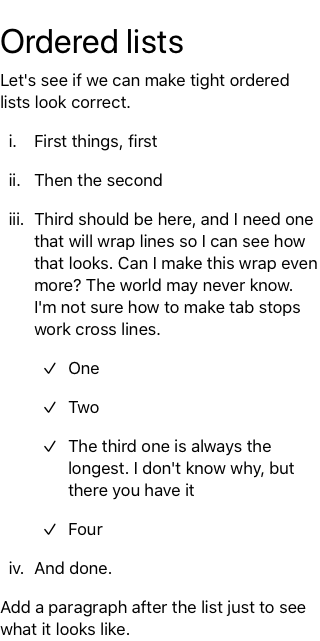 Ordered lists
Let's see if we can make tight ordered
lists look correct.
i. First things, first
ii. Then the second
iii. Third should be here, and I need one
that will wrap lines so I can see how
that looks. Can I make this wrap even
more? The world may never know.
I'm not sure how to make tab stops
work cross lines.
✓ One
✓ Two
✓ The third one is always the
longest. I don't know why, but
there you have it
✓ Four
iv. And done.
Add a paragraph after the list just to see
what it looks like.